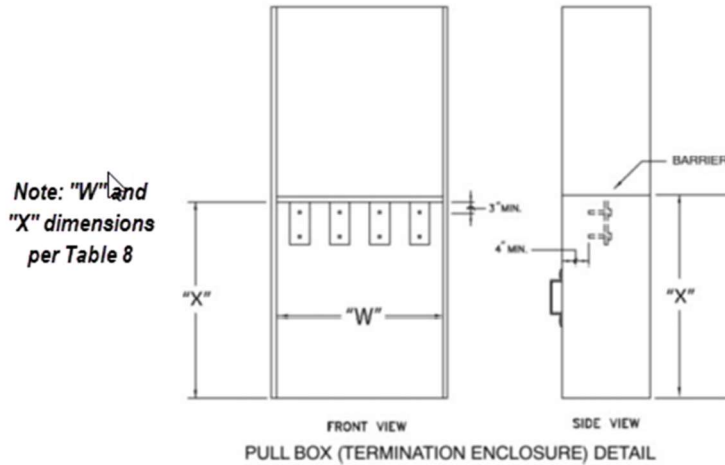 BARRIER
Note: "W" and
"X" dimensions
per Table 8
3" MIN.
4" MIN.
"X"
"W"
"X"
FRONT VIEW
SIDE VIEW
PULL BOX (TERMINATION ENCLOSURE) DETAIL